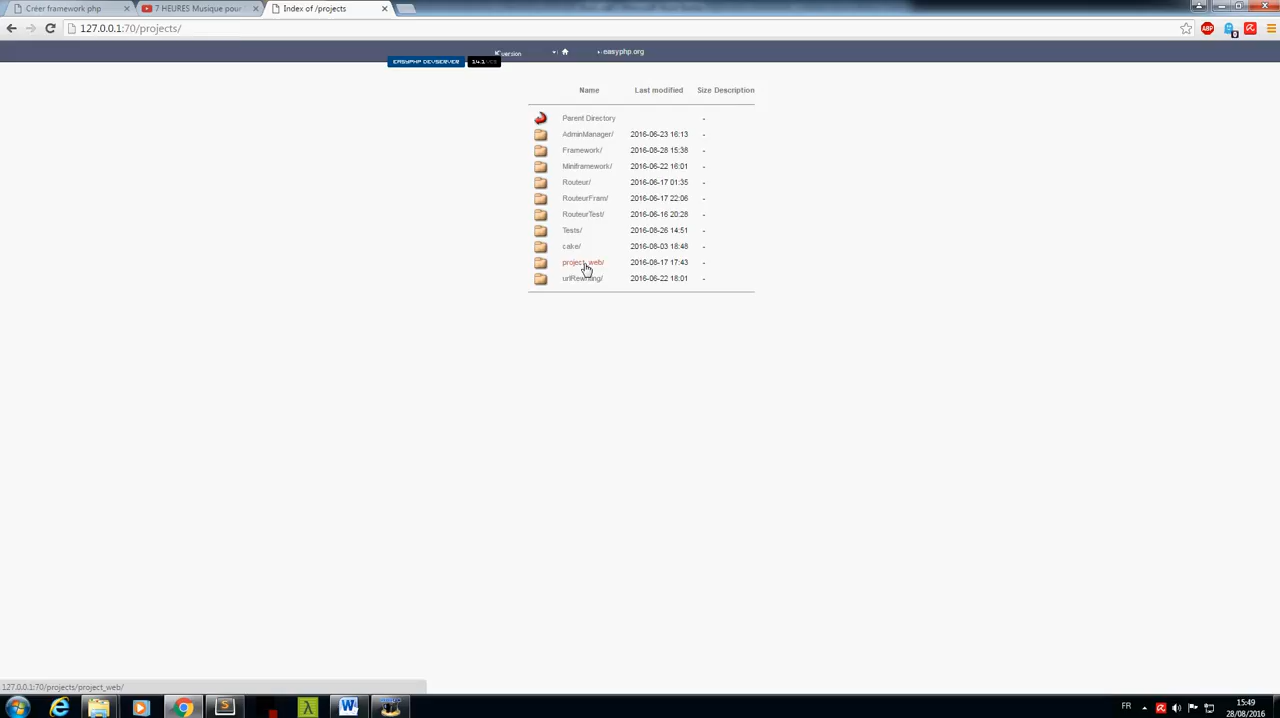 Créer framework php
7 HEURES Musique pour
Index of /projects
127.0.0.1:70/projects/
ABP
version
easyphp.org
EASYPHP DEVSERVER
Name Last modified Size Description
Parent Directory -
AdminManager/ 2016-06-23 16:13 -
Framework/ 2016-08-28 15:38 -
Miniframework/ 2016-06-22 16:01 -
Routeur/ 2016-06-17 01:35 -
RouteurFram/ 2016-06-17 22:06 -
RouteurTest/ 2016-06-16 20:28 -
Tests/ 2016-08-26 14:51 -
cake/ 2016-08-03 18:48 -
project_web/ 2016-08-17 17:43 -
urlRewriting/ 2016-06-22 18:01 -
127.0.0.1:70/projects/project_web/
FR
15:49
28/08/2016